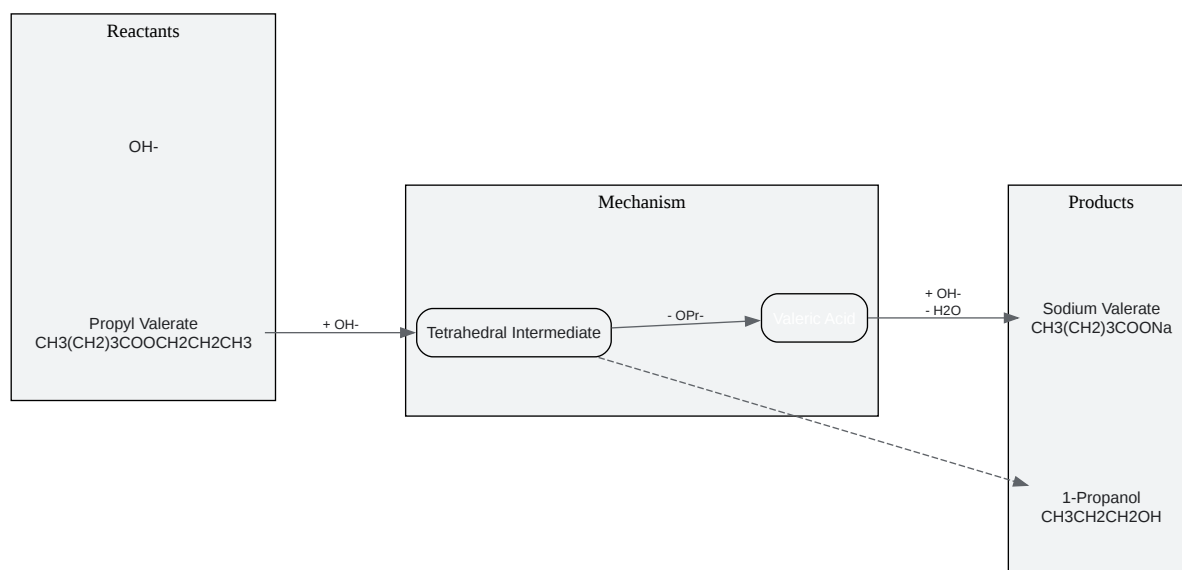 Reactants
OH-
Propyl Valerate
CH3(CH2)3COOCH2CH2CH3
+ OH-
Mechanism
Tetrahedral Intermediate
- OPr-
Valeric Acid
+ OH-
- H2O
Products
Sodium Valerate
CH3(CH2)3COONa
1-Propanol
CH3CH2CH2OH